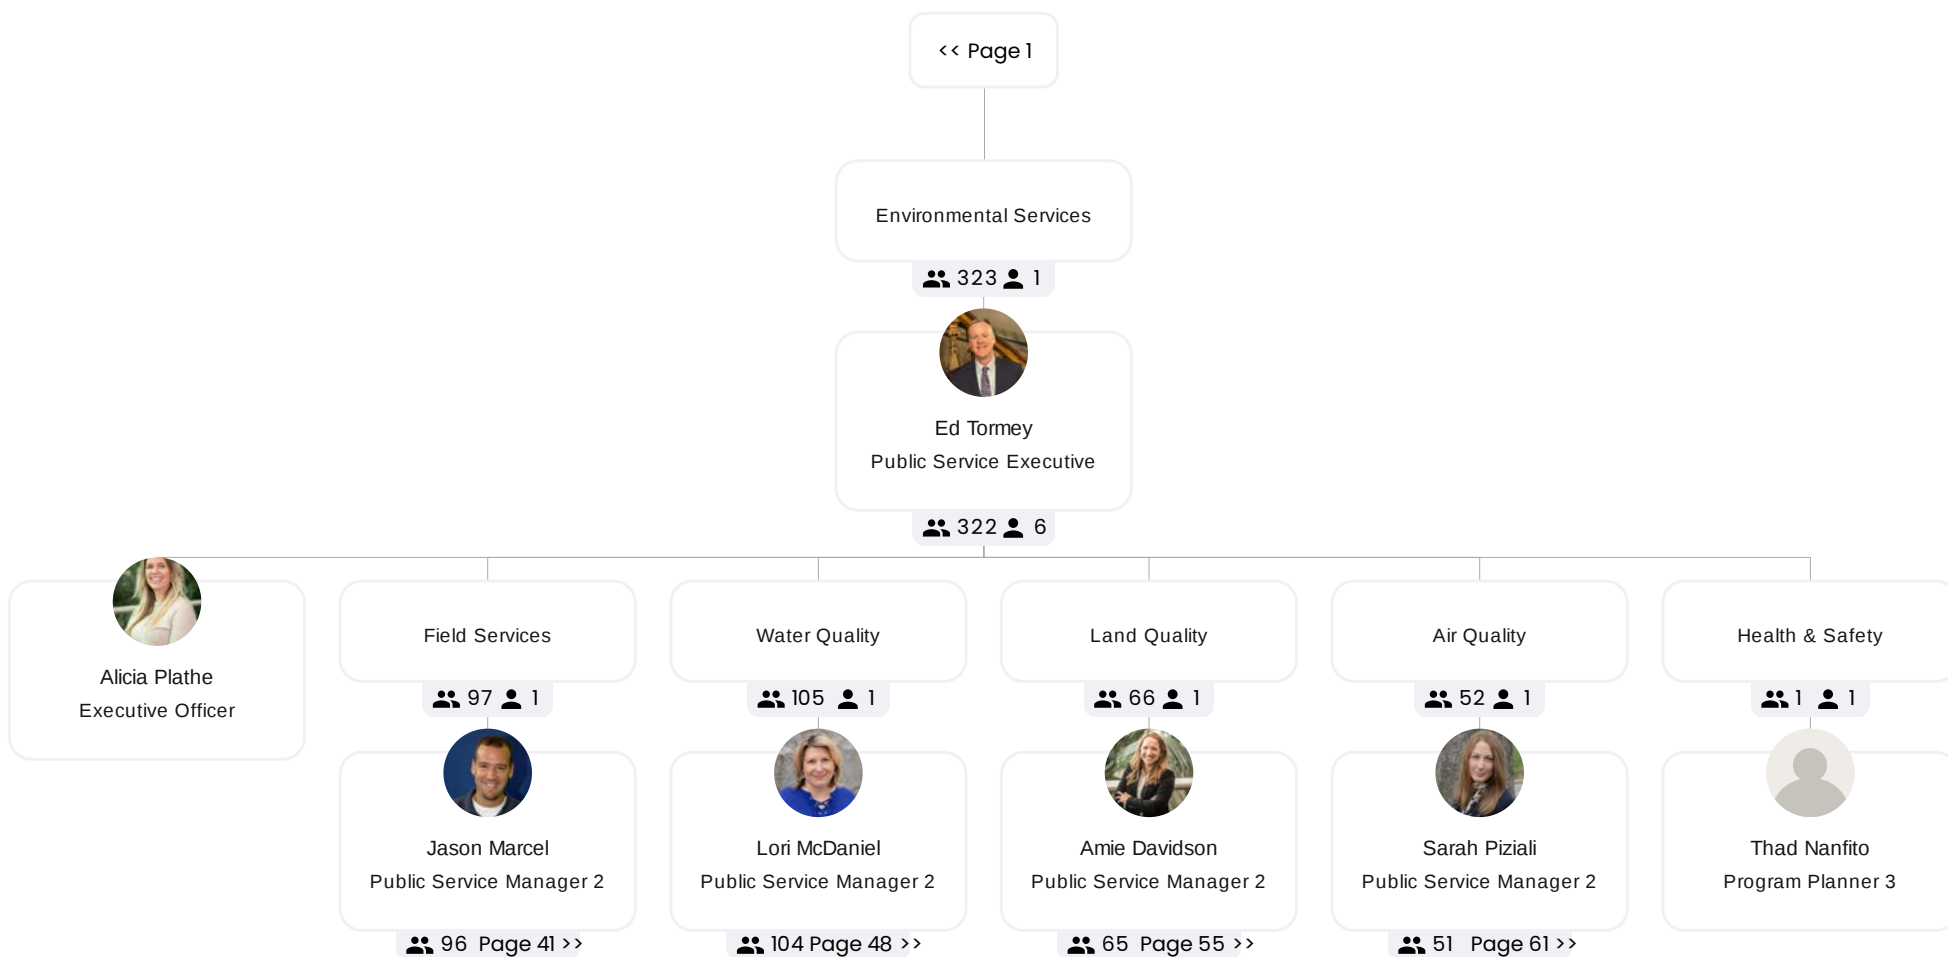 << Page 1
Environmental Services
323 1
Ed Tormey
Public Service Executive
322 6
Alicia Plathe
Executive Officer
Field Services
97 1
Jason Marcel
Public Service Manager 2
96 Page 41 >>
Water Quality
105 1
Lori McDaniel
Public Service Manager 2
104 Page 48 >>
Land Quality
66 1
Amie Davidson
Public Service Manager 2
65 Page 55 >>
Air Quality
52 1
Sarah Piziali
Public Service Manager 2
51 Page 61 >>
Health & Safety
1 1
Thad Nanfito
Program Planner 3